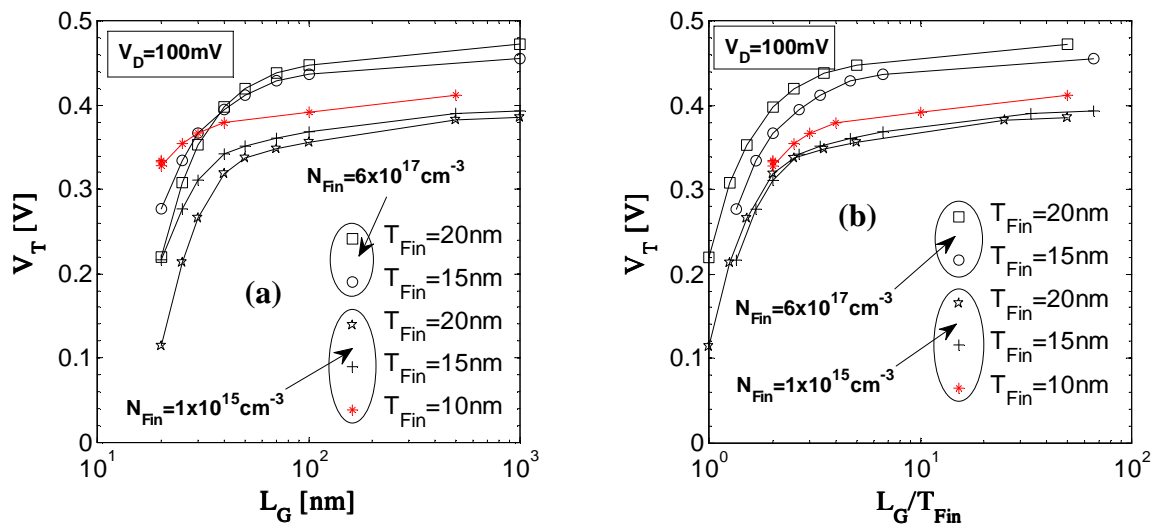 0.5
0.4
0.3
0.2
0.1
0
V_T [V]
V_D=100mV
N_Fin=6x10^17cm^-3
T_Fin=20nm
T_Fin=15nm
(a)
T_Fin=20nm
T_Fin=15nm
T_Fin=10nm
N_Fin=1x10^15cm^-3
10^1
10^2
10^3
L_G [nm]
0.5
0.4
0.3
0.2
0.1
0
V_T [V]
V_D=100mV
(b)
T_Fin=20nm
T_Fin=15nm
N_Fin=6x10^17cm^-3
T_Fin=20nm
T_Fin=15nm
T_Fin=10nm
N_Fin=1x10^15cm^-3
10^0
10^1
10^2
L_G/T_Fin